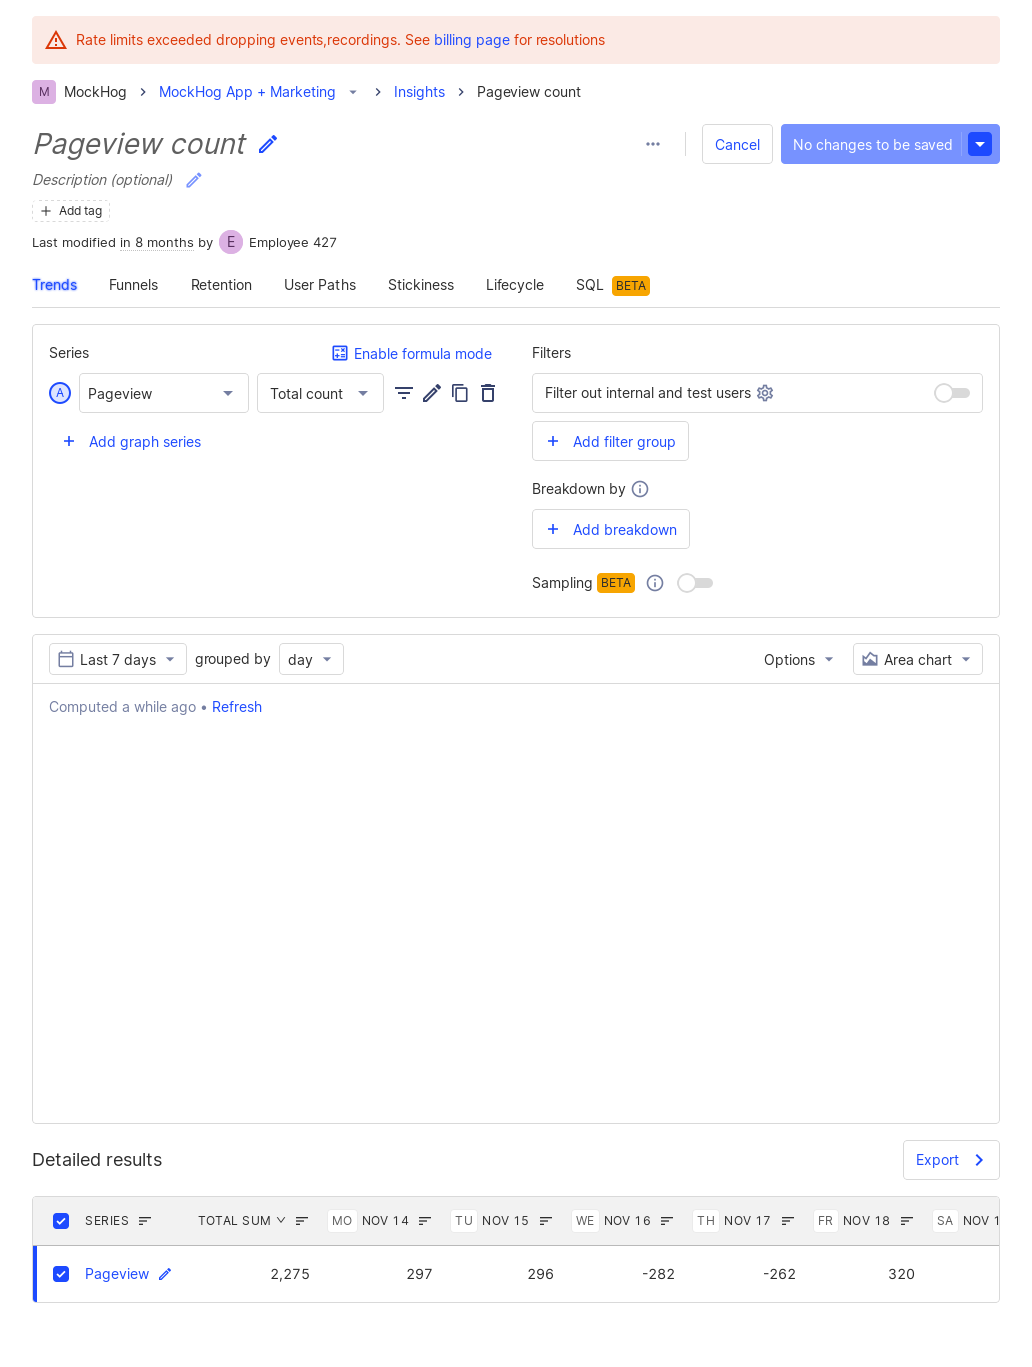 Rate limits exceeded dropping events,recordings. See billing page for resolutions
M MockHog MockHog App + Marketing Insights Pageview count
Pageview count
Cancel
No changes to be saved
Description (optional)
Add tag
Last modified in 8 months by E Employee 427
Trends Funnels Retention User Paths Stickiness Lifecycle SQL BETA
Series
Enable formula mode
A Pageview Total count
Add graph series
Filters
Filter out internal and test users
Add filter group
Breakdown by
Add breakdown
Sampling BETA
Last 7 days grouped by day
Options Area chart
Computed a while ago • Refresh
Detailed results
Export
SERIES TOTAL SUM MO NOV 14 TU NOV 15 WE NOV 16 TH NOV 17 FR NOV 18 SA NOV 1
Pageview 2,275 297 296 -282 -262 320